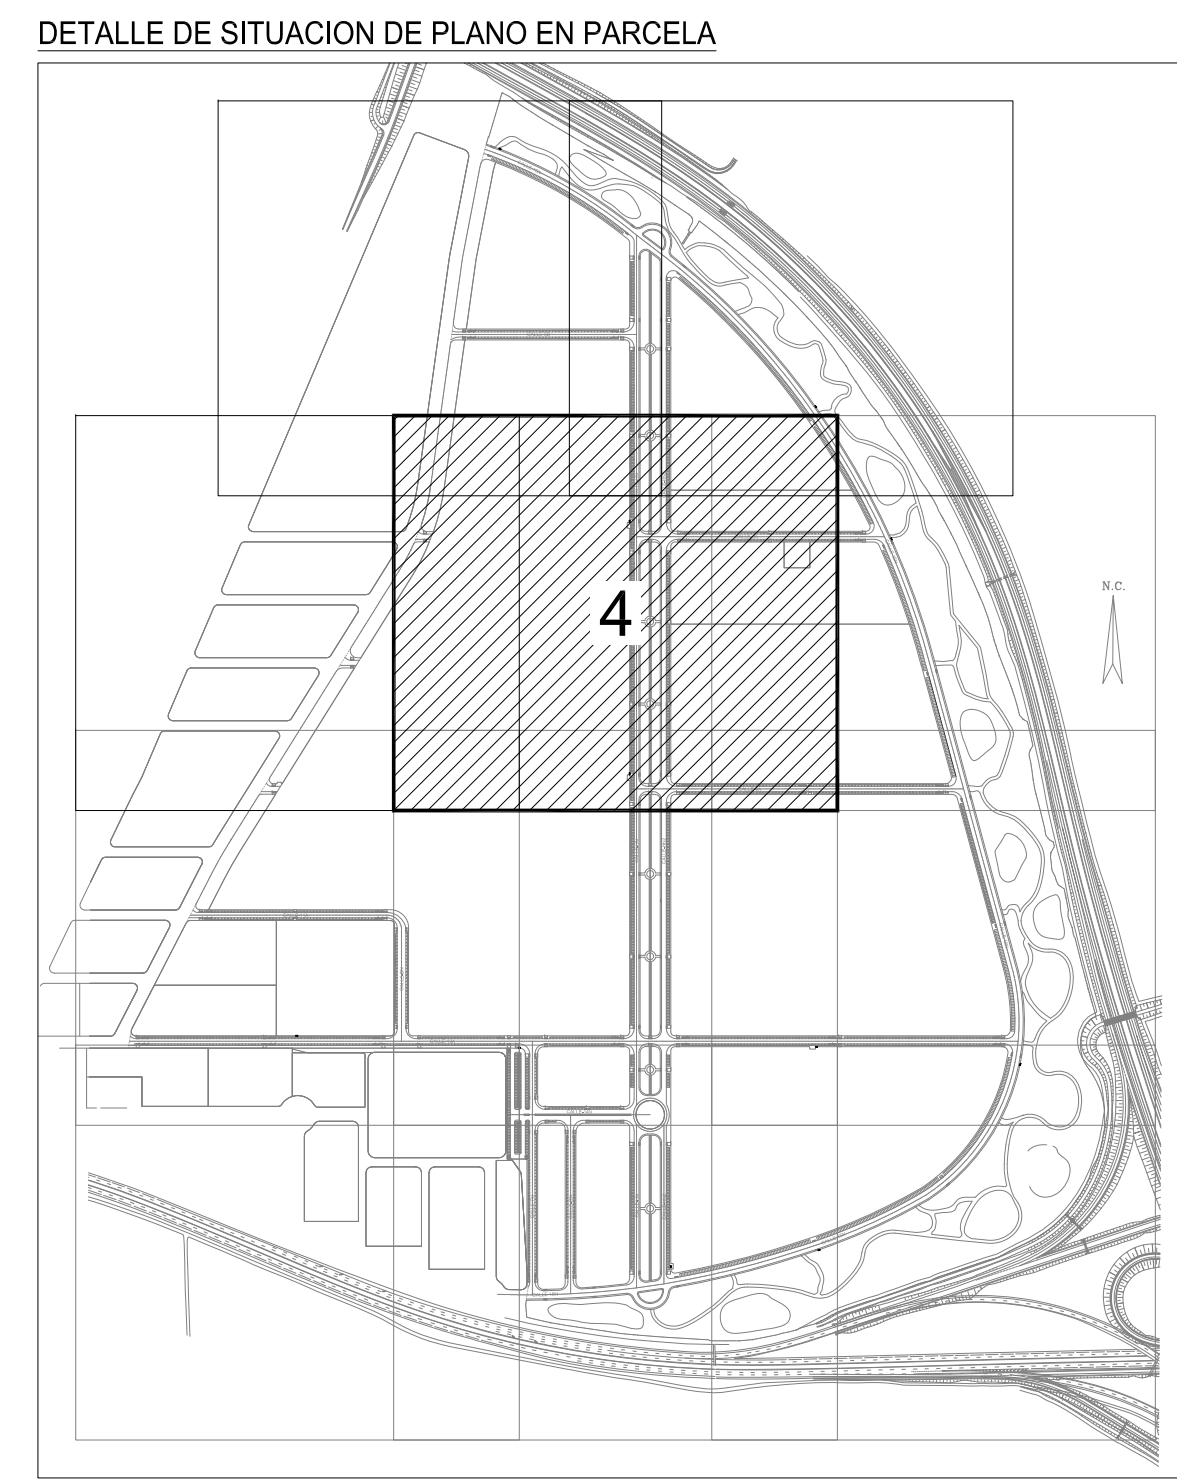 DETALLE DE SITUACION DE PLANO EN PARCELA
N.C.
4